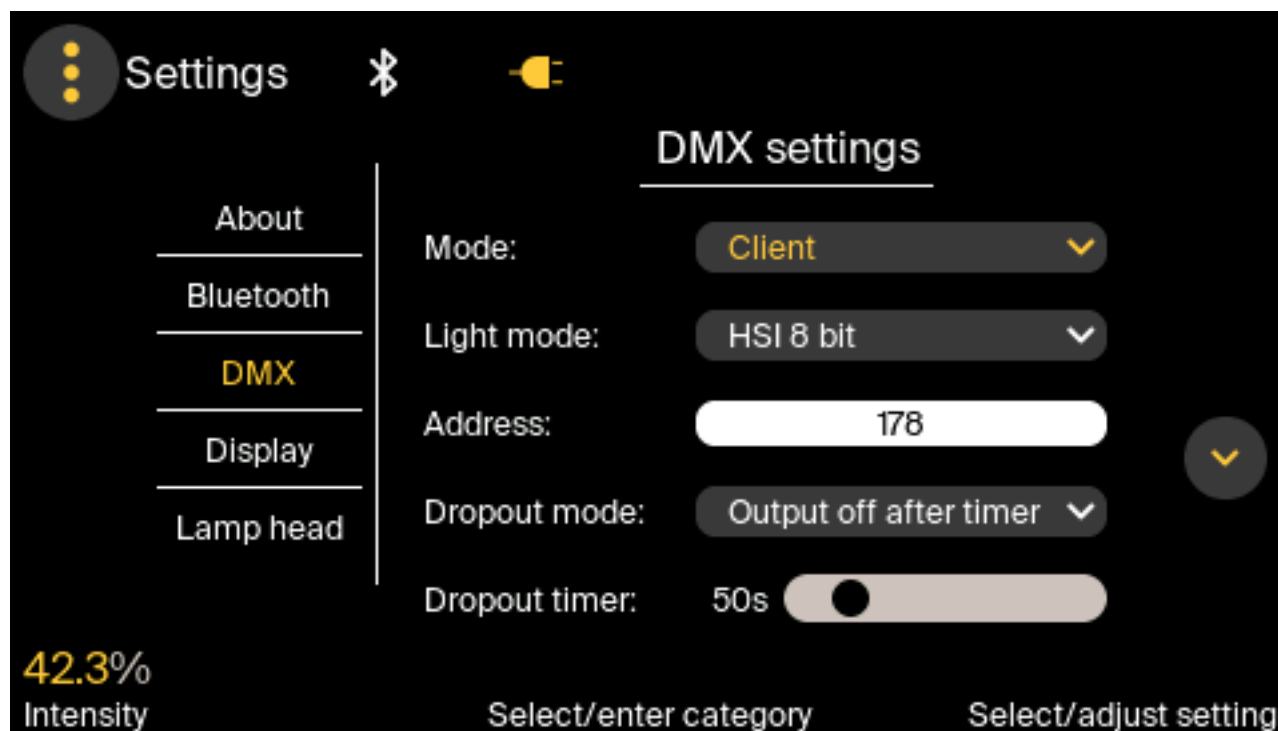 Settings
DMX settings
About
Bluetooth
DMX
Display
Lamp head
Mode: Client
Light mode: HSI 8 bit
Address: 178
Dropout mode: Output off after timer
Dropout timer: 50s
42.3%
Intensity
Select/enter category
Select/adjust setting